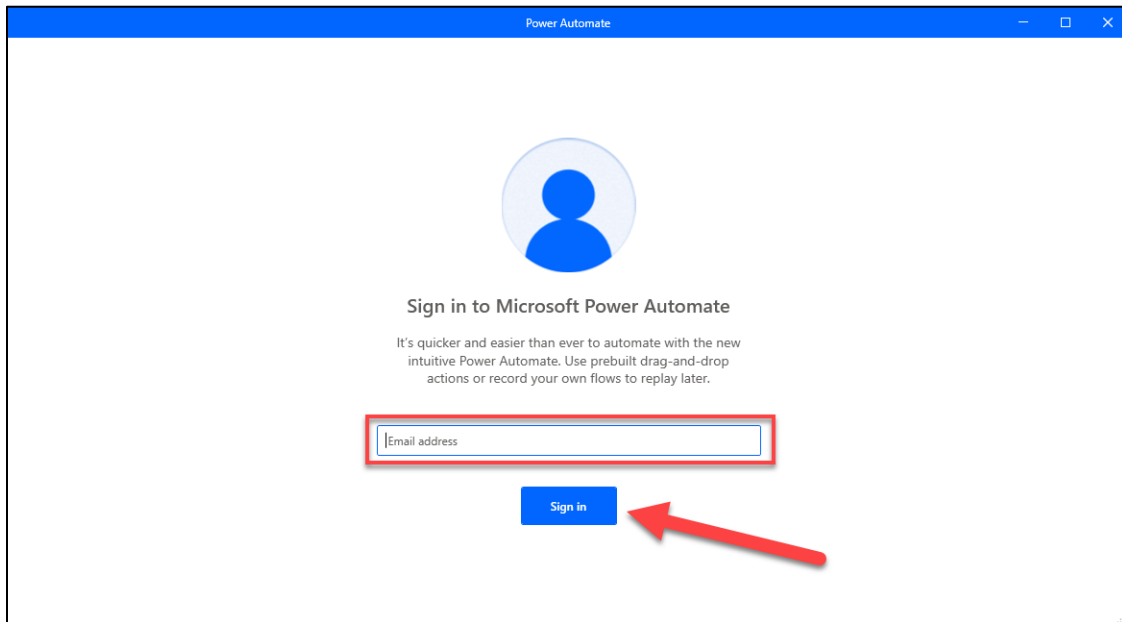 Power Automate
Sign in to Microsoft Power Automate
It's quicker and easier than ever to automate with the new
intuitive Power Automate. Use prebuilt drag-and-drop
actions or record your own flows to replay later.
Email address
Sign in